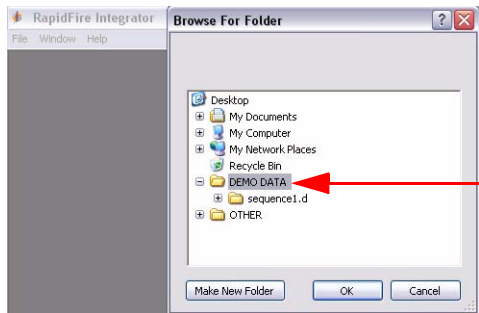 RapidFire Integrator
File Window Help
Browse For Folder
Desktop
My Documents
My Computer
My Network Places
Recycle Bin
DEMO DATA
sequence1.d
OTHER
Make New Folder OK Cancel